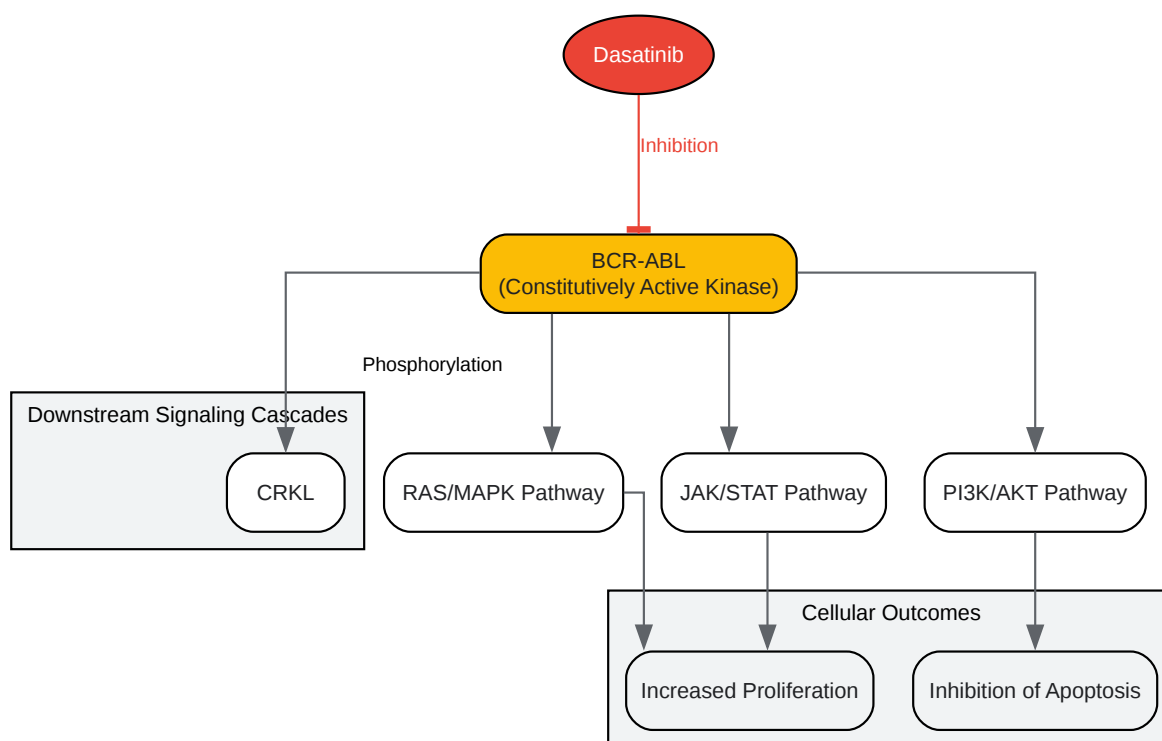 Dasatinib
Inhibition
BCR-ABL
(Constitutively Active Kinase)
Phosphorylation
Downstream Signaling Cascades
CRKL
RAS/MAPK Pathway
JAK/STAT Pathway
PI3K/AKT Pathway
Cellular Outcomes
Increased Proliferation
Inhibition of Apoptosis